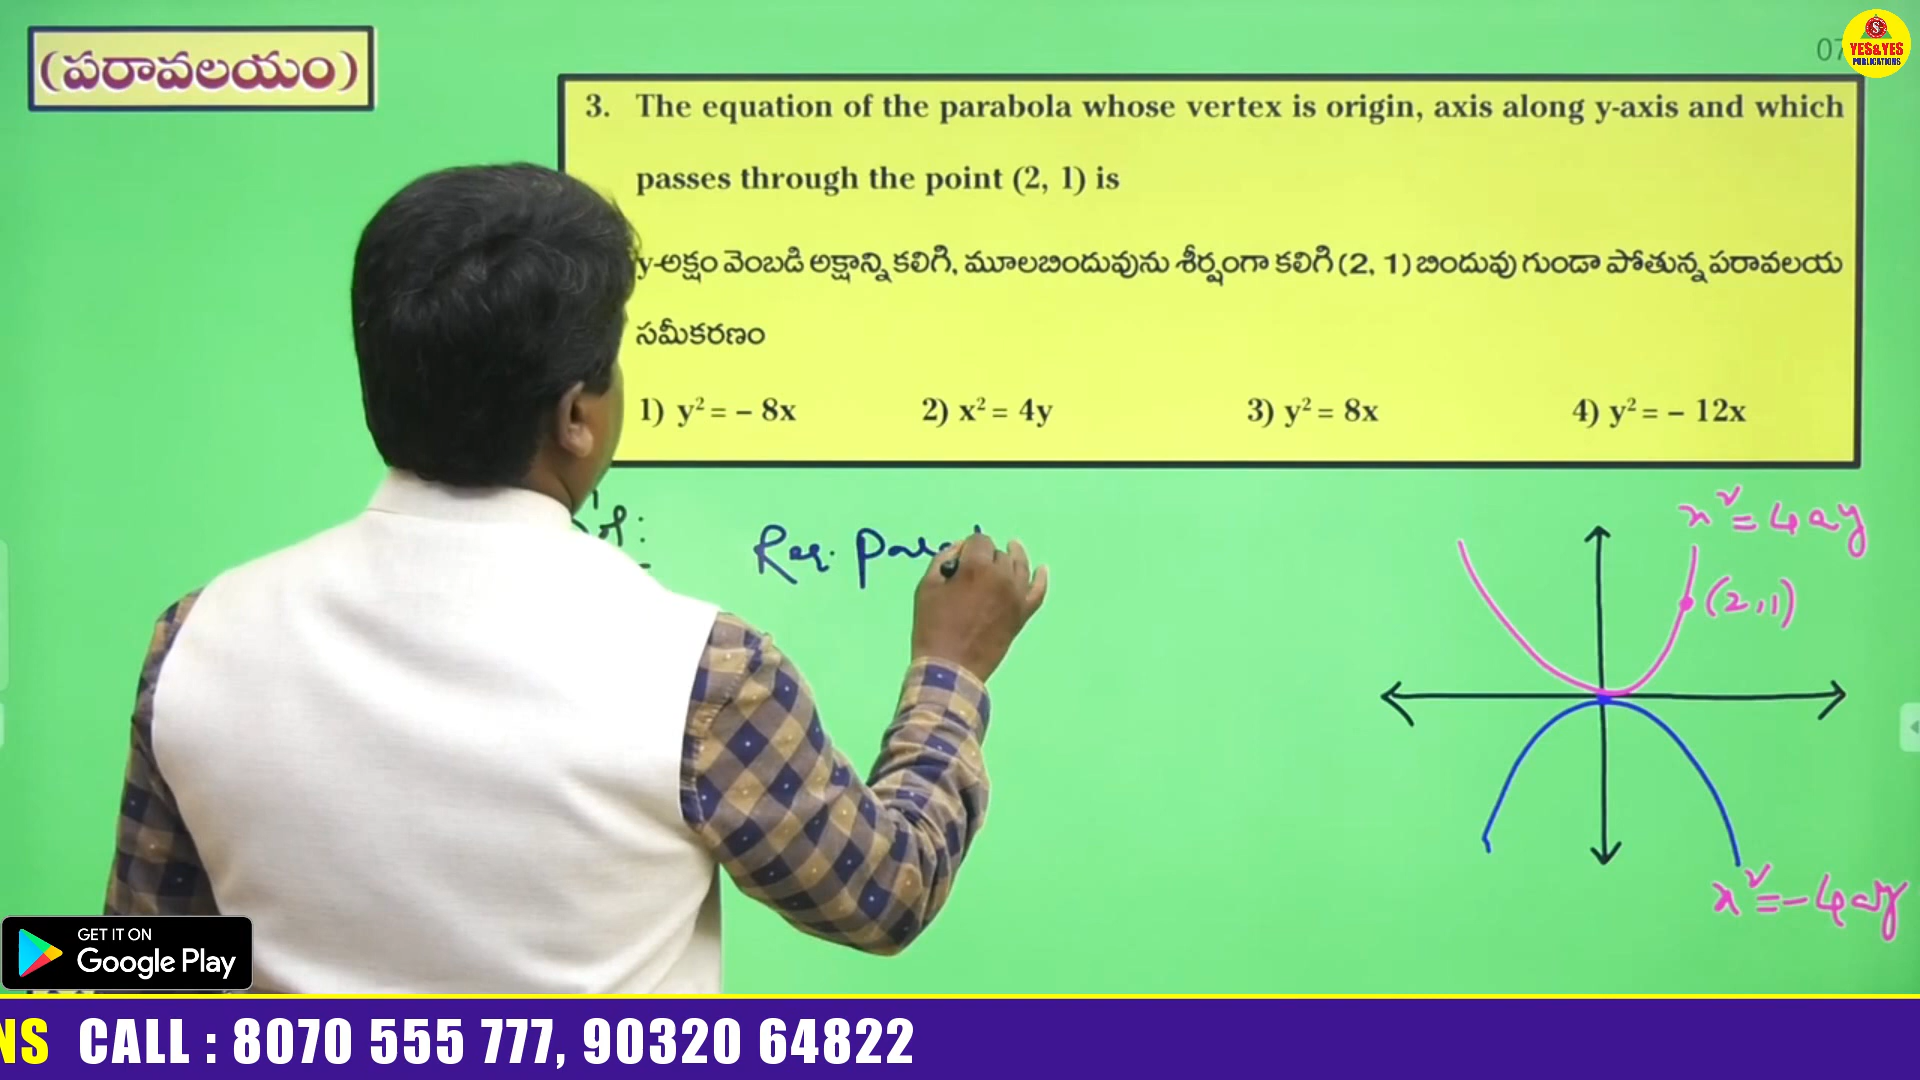 (పరావలయం)
07
YES&YES
PUBLICATIONS
3. The equation of the parabola whose vertex is origin, axis along y-axis and which
passes through the point (2, 1) is
y-అక్షం వెంబడి అక్షాన్ని కలిగి, మూలబిందువును శీర్షంగా కలిగి (2, 1) బిందువు గుండా పోతున్న పరావలయ
సమీకరణం
1) y² = – 8x 2) x² = 4y 3) y² = 8x 4) y² = – 12x
Req. Para
x² = 4ay
(2,1)
x² = -4ay
GET IT ON
Google Play
NS CALL : 8070 555 777, 90320 64822